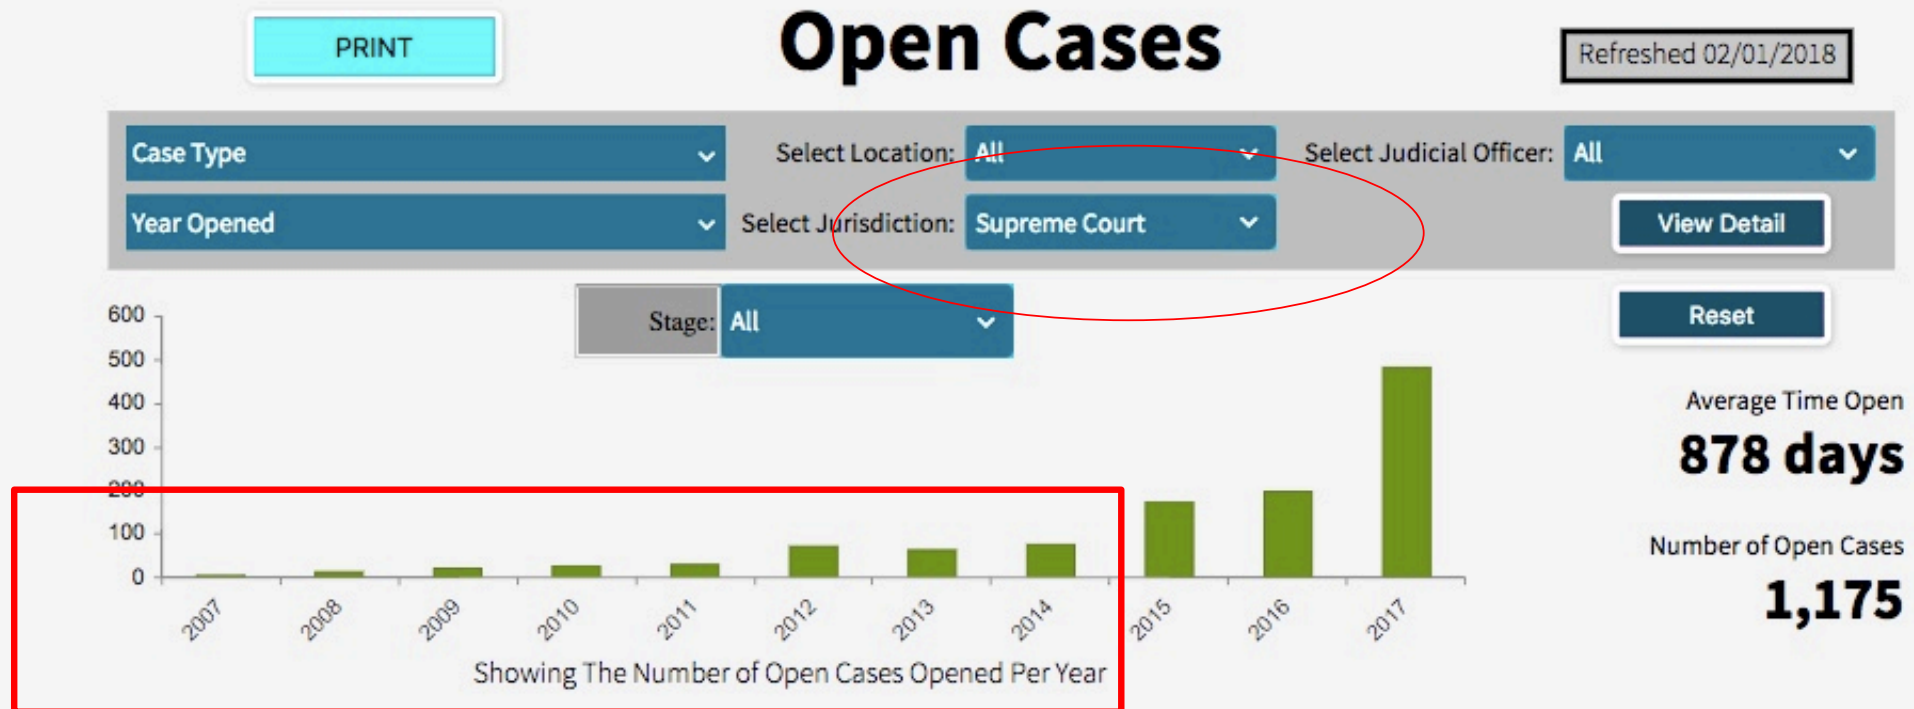 PRINT
Open Cases
Refreshed 02/01/2018
Case Type
Select Location: All
Select Judicial Officer: All
Year Opened
Select Jurisdiction: Supreme Court
View Detail
Stage: All
Reset
600
500
400
300
200
100
0
2007 2008 2009 2010 2011 2012 2013 2014 2015 2016 2017
Showing The Number of Open Cases Opened Per Year
Average Time Open
878 days
Number of Open Cases
1,175